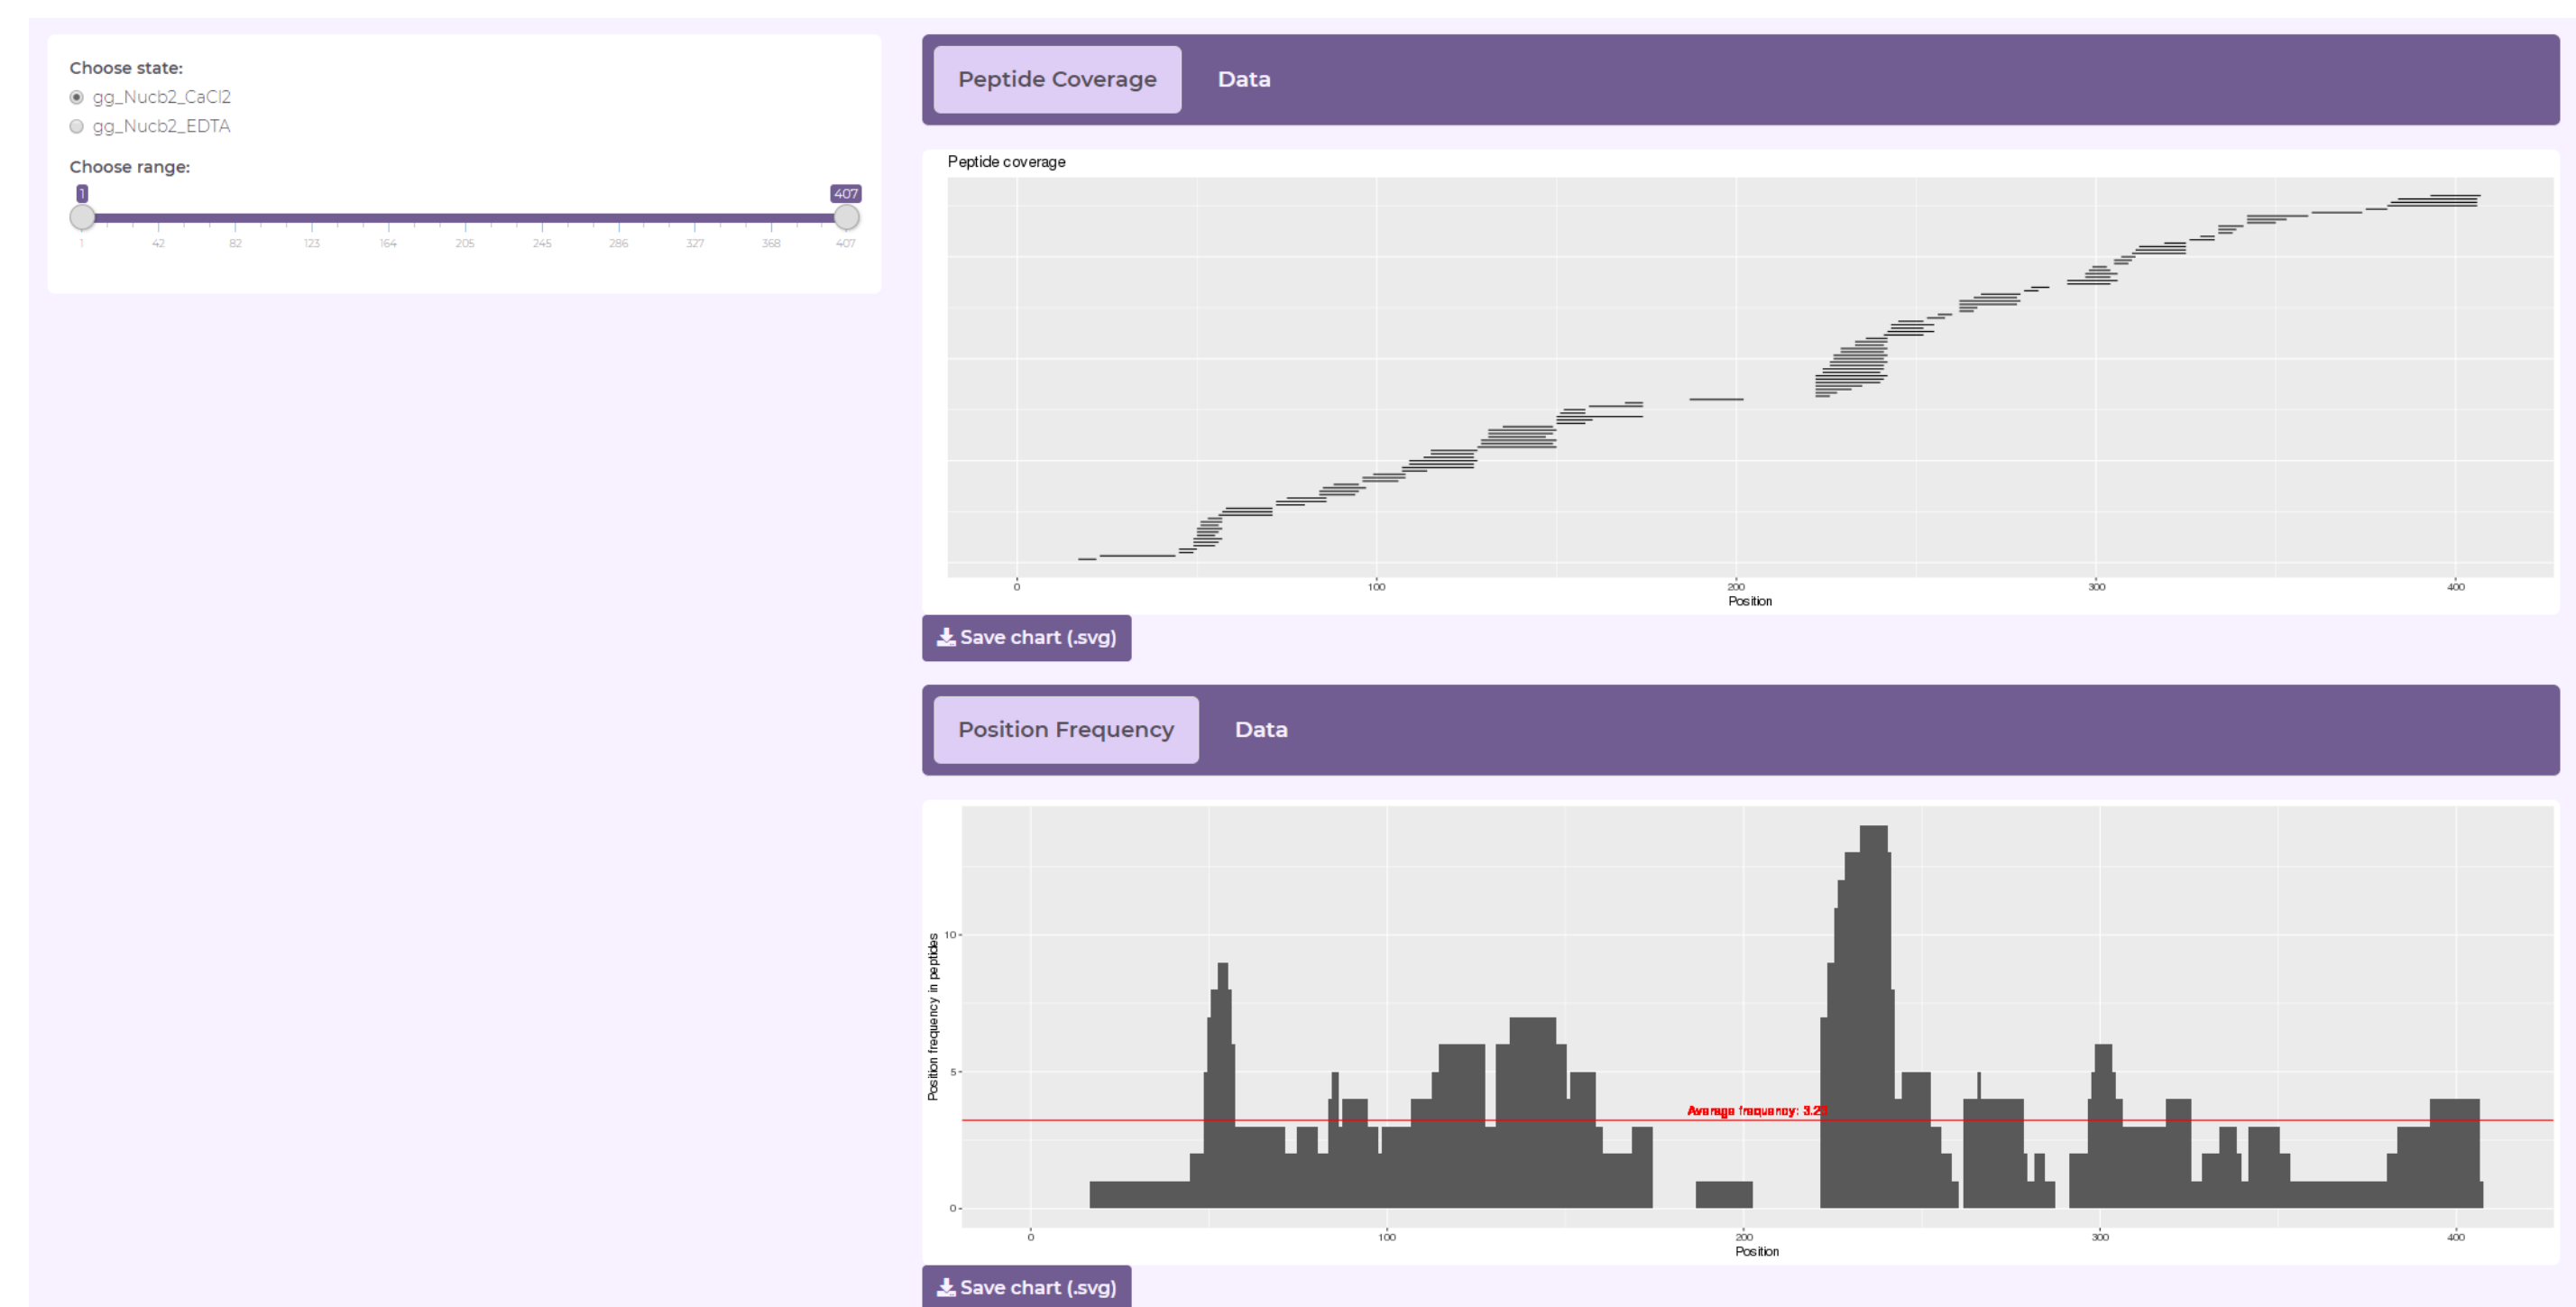 Choose state:
gg_Nucb2_CaCl2
gg_Nucb2_EDTA
Choose range:
1 407
1 42 82 123 164 205 245 286 327 368 407
Peptide Coverage Data
Peptide coverage
0 100 200 300 400
Position
Save chart (.svg)
Position Frequency Data
Position frequency in peptides
10
5
Average frequency:
0
0 100 200 300 400
Position
Save chart (.svg)